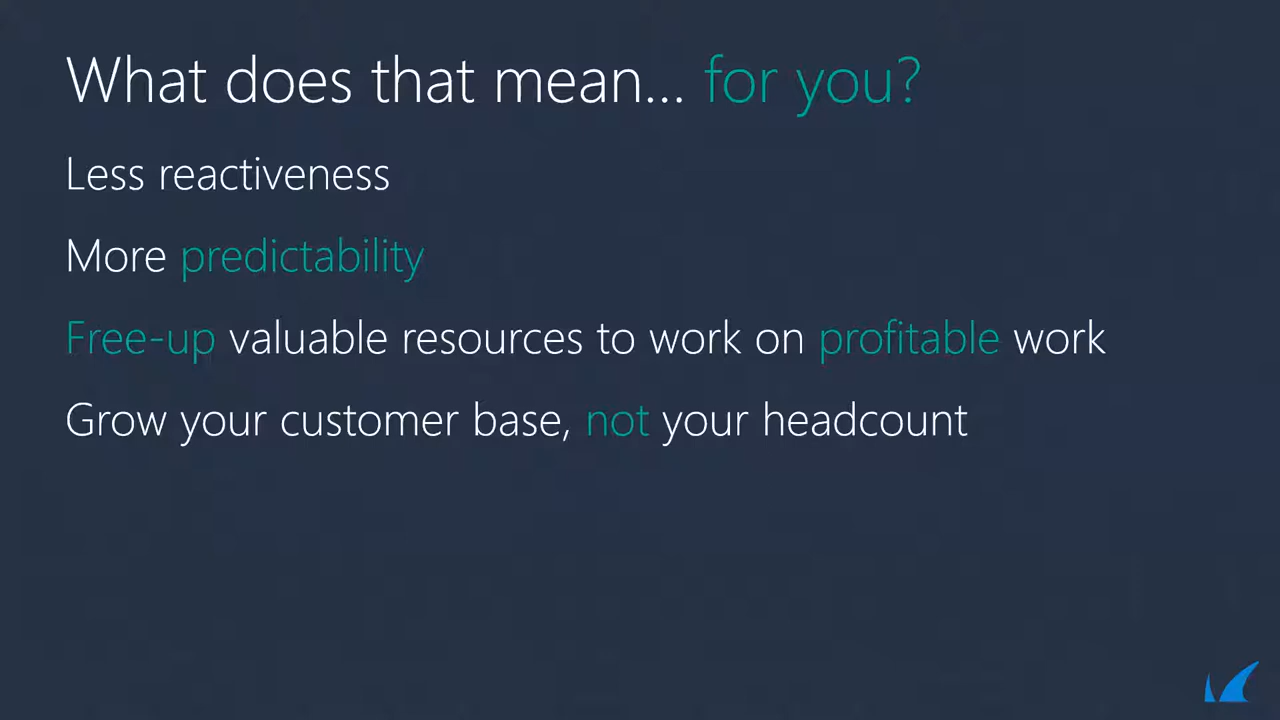 What does that mean... for you?
Less reactiveness
More predictability
Free-up valuable resources to work on profitable work
Grow your customer base, not your headcount